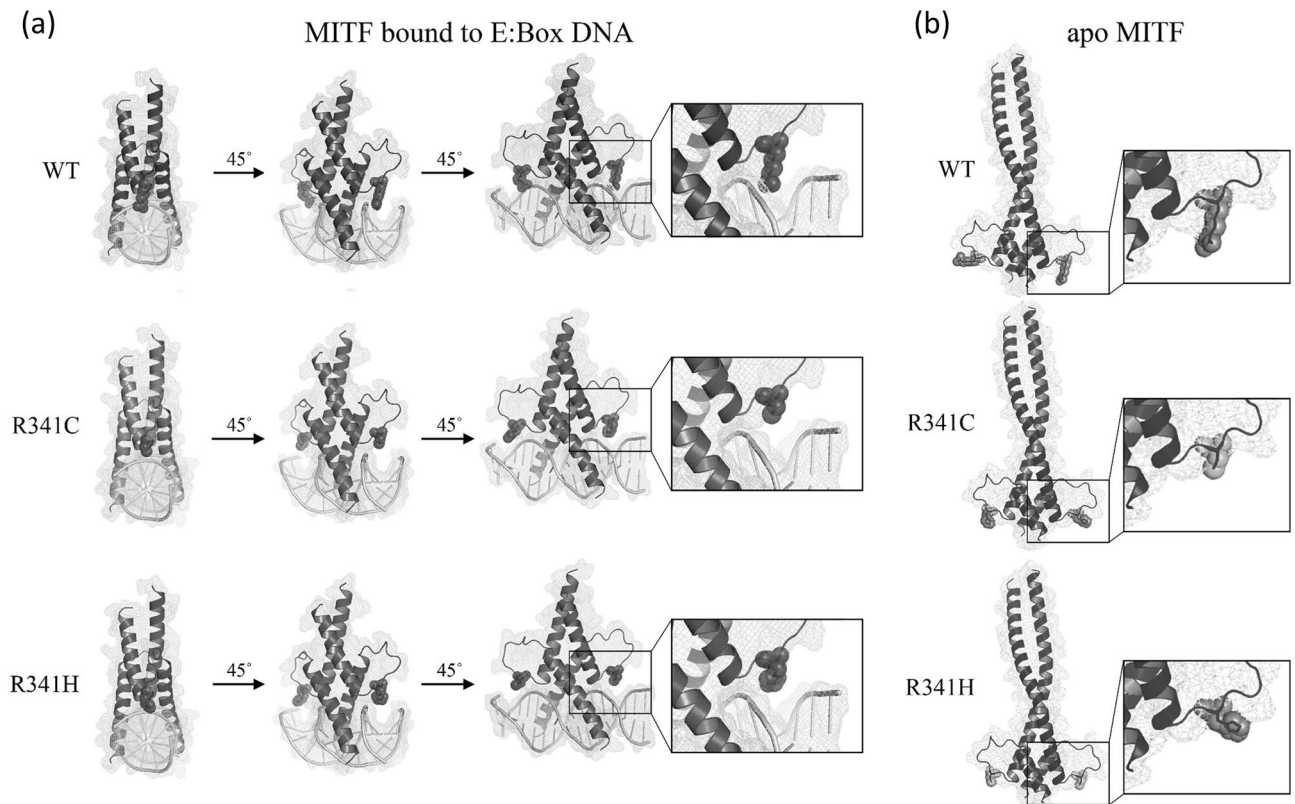 (a)
MITF bound to E:Box DNA
(b)
apo MITF
WT
45°
45°
WT
R341C
45°
45°
R341C
R341H
45°
45°
R341H